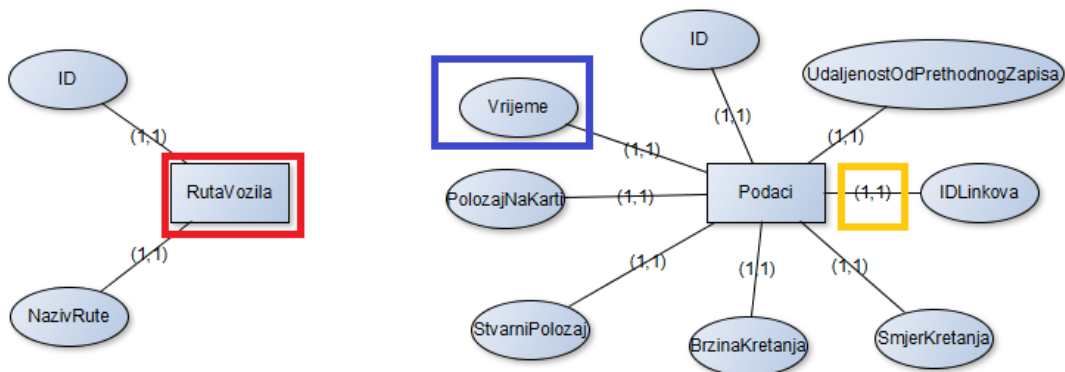 ID
(1,1)
RutaVozila
(1,1)
NazivRute
ID
UdaljenostOdPrethodnogZapisa
Vrijeme
(1,1)
(1,1)
(1,1)
PolozajNaKarti
(1,1)
Podaci
(1,1)
IDLinkova
(1,1)
(1,1)
(1,1)
StvarniPolozaj
BrzinaKretanja
SmjerKretanja